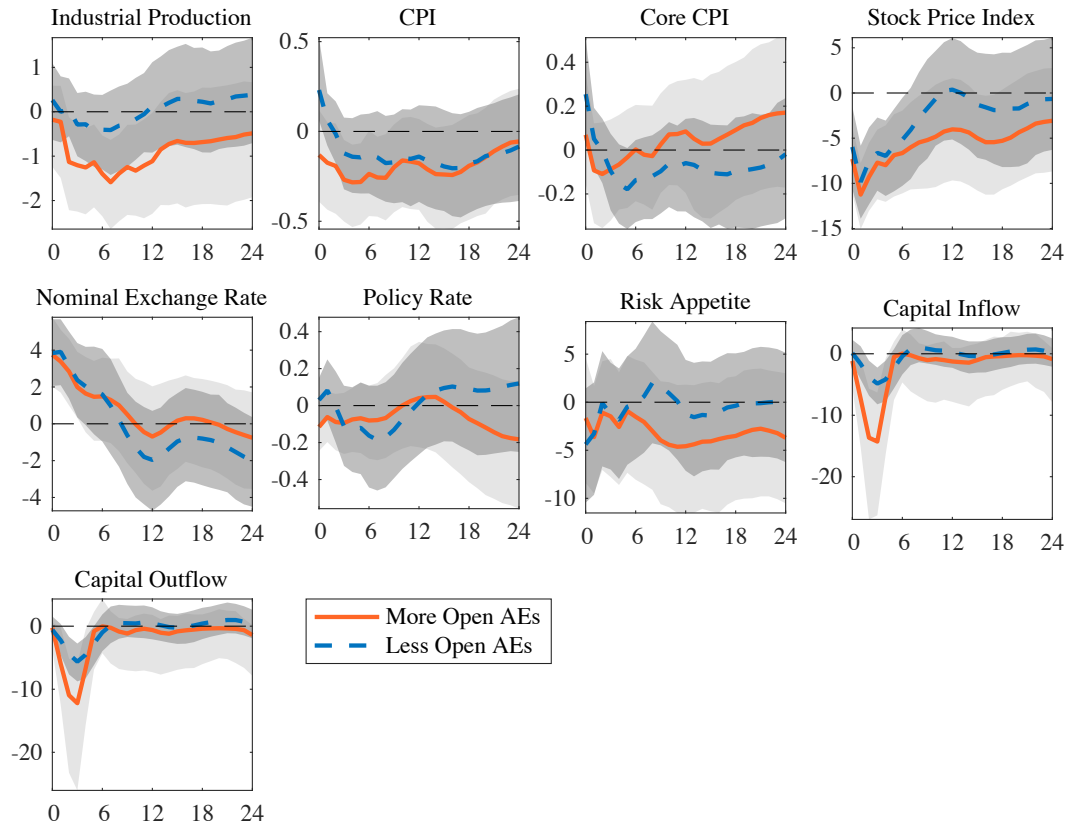 Industrial Production
CPI
Core CPI
Stock Price Index
1
0
-1
-2
0 6 12 18 24
0.5
0
-0.5
0 6 12 18 24
0.4
0.2
0
-0.2
0 6 12 18 24
5
0
-5
-10
-15
0 6 12 18 24
Nominal Exchange Rate
Policy Rate
Risk Appetite
Capital Inflow
4
2
0
-2
-4
0 6 12 18 24
0.4
0.2
0
-0.2
-0.4
0 6 12 18 24
5
0
-5
-10
0 6 12 18 24
0
-10
-20
0 6 12 18 24
Capital Outflow
0
-10
-20
0 6 12 18 24
More Open AEs
Less Open AEs